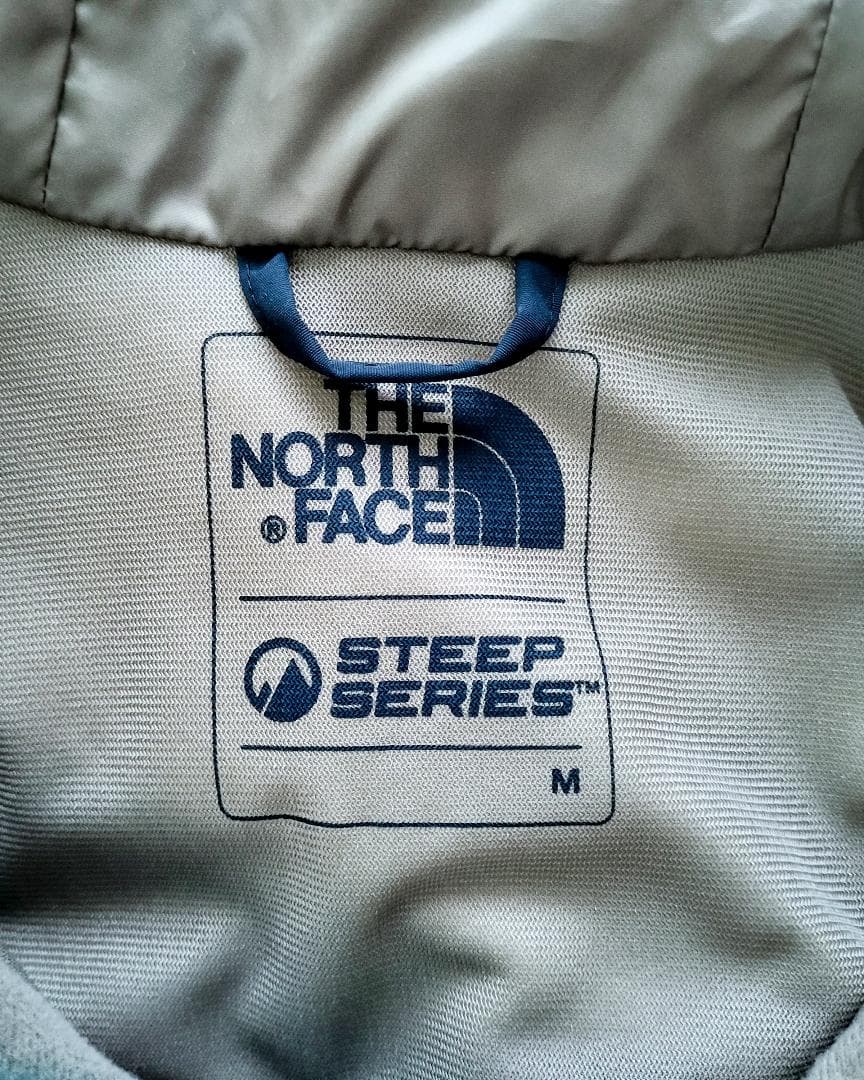 THE
NORTH
® FACE
STEEP
SERIES™
M